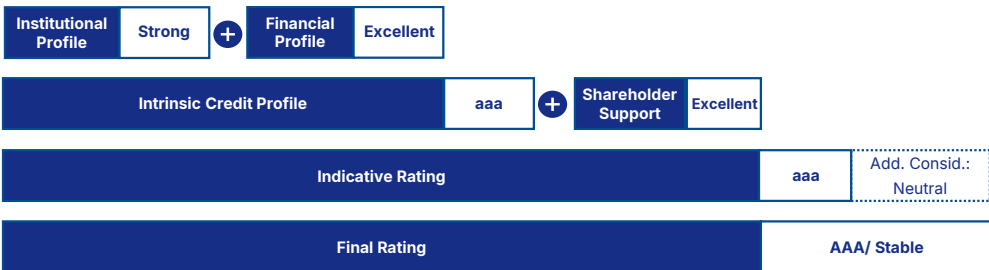 Institutional
Profile
Strong
+
Financial
Profile
Excellent
Intrinsic Credit Profile
aaa
+
Shareholder
Support
Excellent
Indicative Rating
aaa
Add. Consid.:
Neutral
Final Rating
AAA/ Stable